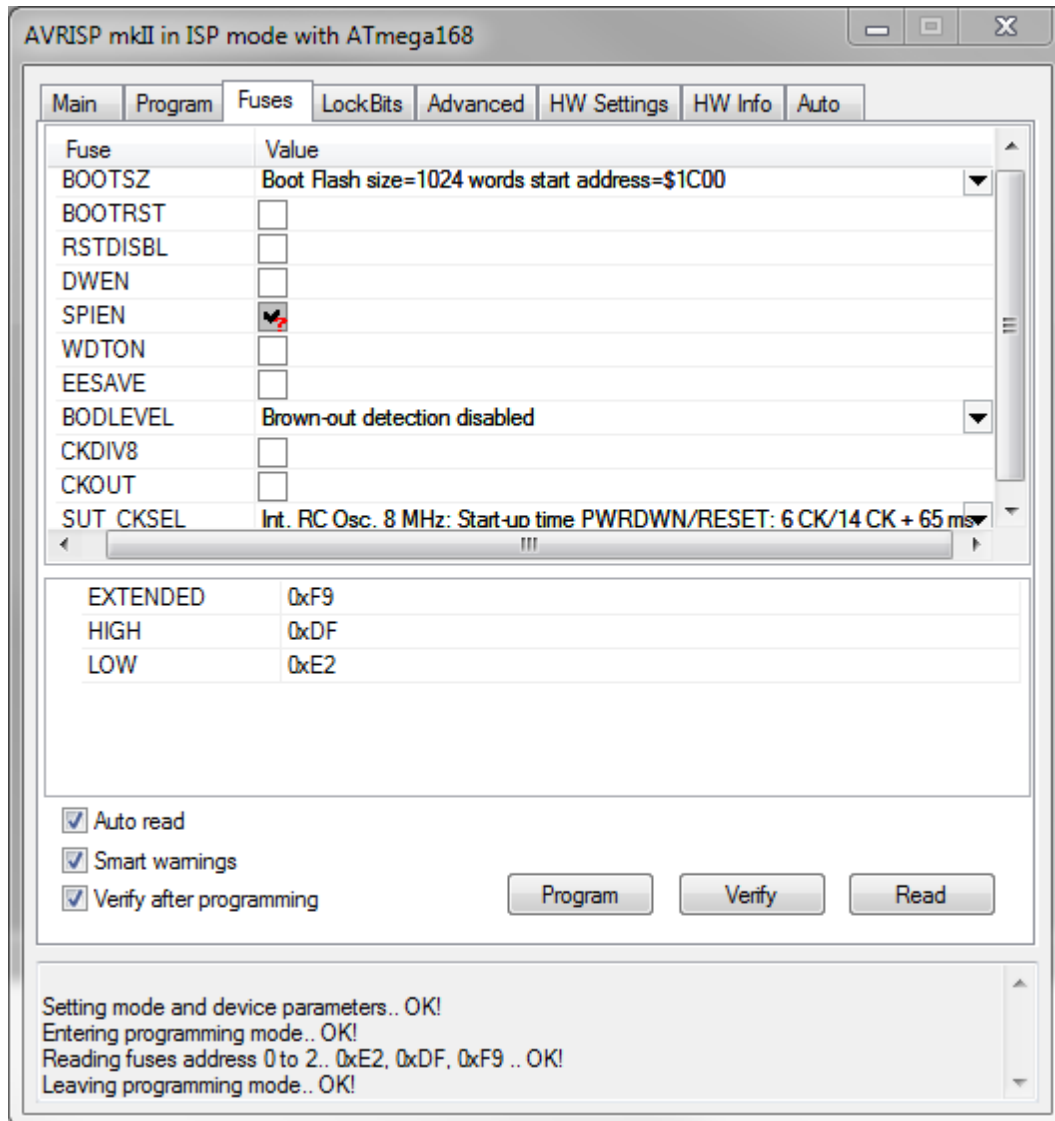 AVRISP mkII in ISP mode with ATmega168
Main Program Fuses LockBits Advanced HW Settings HW Info Auto
Fuse Value
BOOTSZ Boot Flash size=1024 words start address=$1C00
BOOTRST
RSTDISBL
DWEN
SPIEN ?
WDTON
EESAVE
BODLEVEL Brown-out detection disabled
CKDIV8
CKOUT
SUT_CKSEL Int. RC Osc. 8 MHz; Start-up time PWRDWN/RESET: 6 CK/14 CK + 65 ms
EXTENDED 0xF9
HIGH 0xDF
LOW 0xE2
Auto read
Smart warnings
Verify after programming
Program Verify Read
Setting mode and device parameters.. OK!
Entering programming mode.. OK!
Reading fuses address 0 to 2.. 0xE2, 0xDF, 0xF9 .. OK!
Leaving programming mode.. OK!